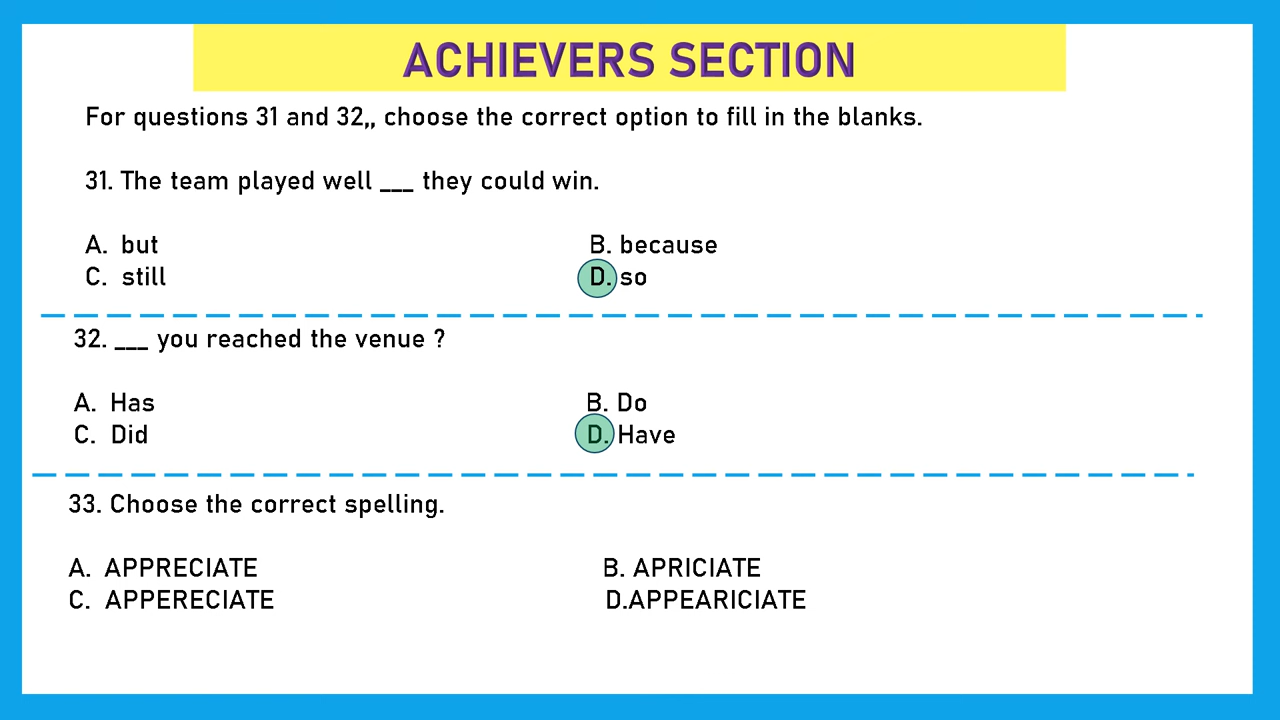 ACHIEVERS SECTION
For questions 31 and 32,, choose the correct option to fill in the blanks.
31. The team played well ___ they could win.
A. but B. because
C. still D. so
32. ___ you reached the venue ?
A. Has B. Do
C. Did D. Have
33. Choose the correct spelling.
A. APPRECIATE B. APRICIATE
C. APPERECIATE D.APPEARICIATE